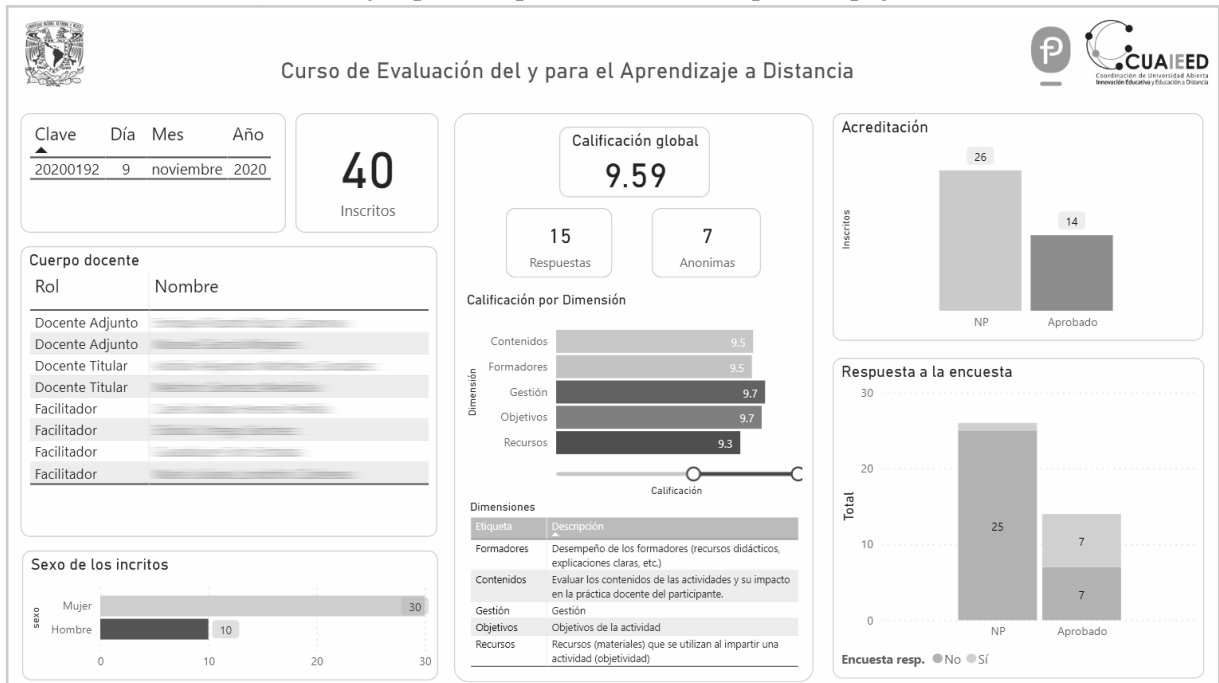 Curso de Evaluación del y para el Aprendizaje a Distancia
CUAIEED
Coordinación de Universidad Abierta
Innovación Educativa y Educación a Distancia
Clave Día Mes Año
20200192 9 noviembre 2020
40
Inscritos
Cuerpo docente
Rol Nombre
Docente Adjunto
Docente Adjunto
Docente Titular
Docente Titular
Facilitador
Facilitador
Facilitador
Facilitador
Sexo de los incritos
sexo
Mujer 30
Hombre 10
0 10 20 30
Calificación global
9.59
15
Respuestas
7
Anonimas
Calificación por Dimensión
Dimensión
Contenidos 9.5
Formadores 9.5
Gestión 9.7
Objetivos 9.7
Recursos 9.3
Calificación
Dimensiones
Etiqueta Descripción
Formadores Desempeño de los formadores (recursos didácticos,
explicaciones claras, etc.)
Contenidos Evaluar los contenidos de las actividades y su impacto
en la práctica docente del participante.
Gestión Gestión
Objetivos Objetivos de la actividad
Recursos Recursos (materiales) que se utilizan al impartir una
actividad (objetividad)
Acreditación
Inscritos
26
14
NP Aprobado
Respuesta a la encuesta
Total
30
20
10
0
25
7
7
NP Aprobado
Encuesta resp. No Sí